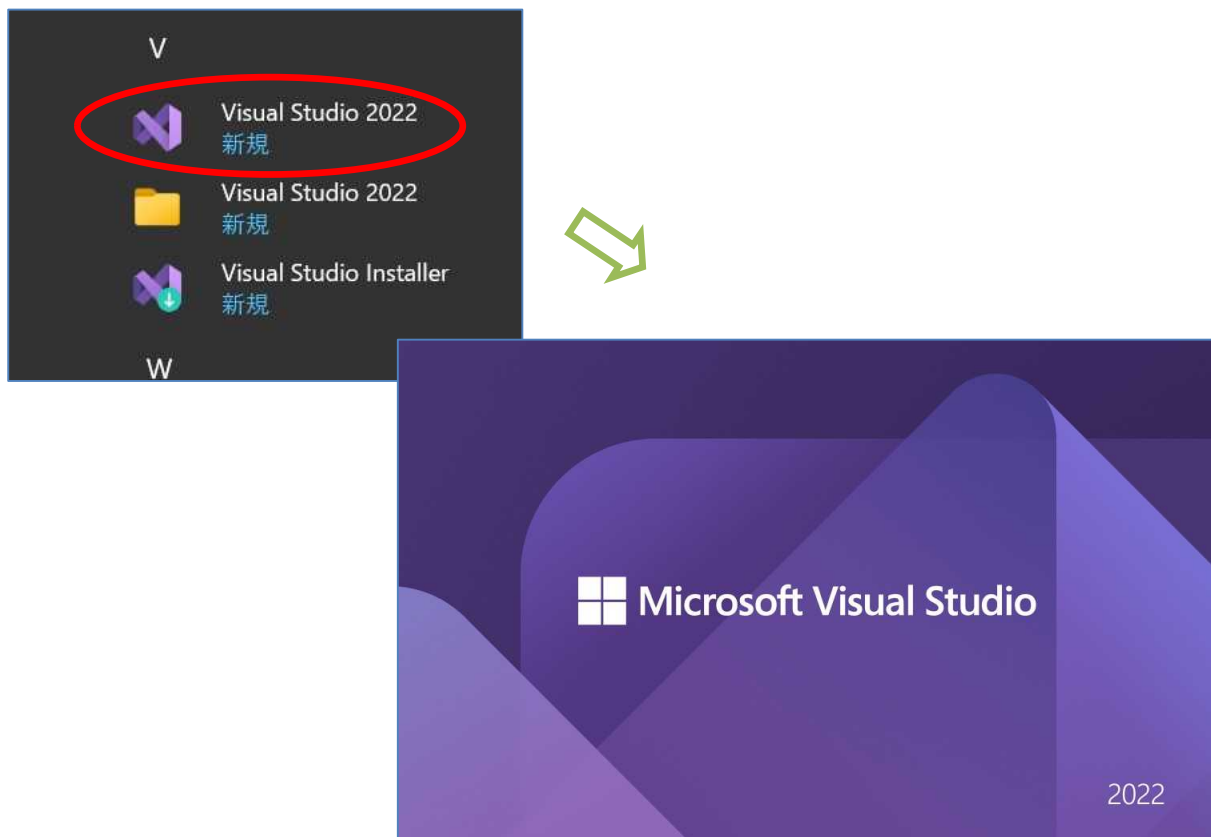 V
Visual Studio 2022
新規
Visual Studio 2022
新規
Visual Studio Installer
新規
W
Microsoft Visual Studio
2022